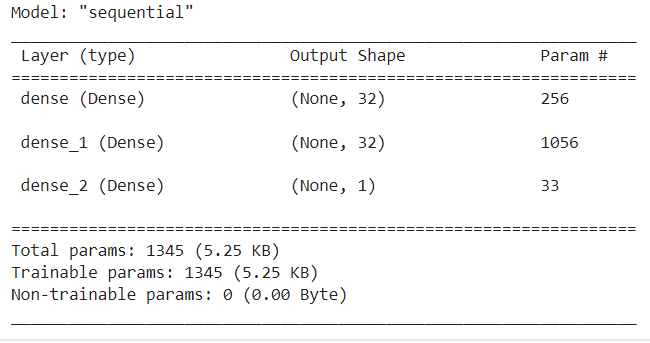 Model: "sequential"
_________________________________________________________________
Layer (type) Output Shape Param #
=================================================================
dense (Dense) (None, 32) 256
dense_1 (Dense) (None, 32) 1056
dense_2 (Dense) (None, 1) 33
=================================================================
Total params: 1345 (5.25 KB)
Trainable params: 1345 (5.25 KB)
Non-trainable params: 0 (0.00 Byte)
_________________________________________________________________